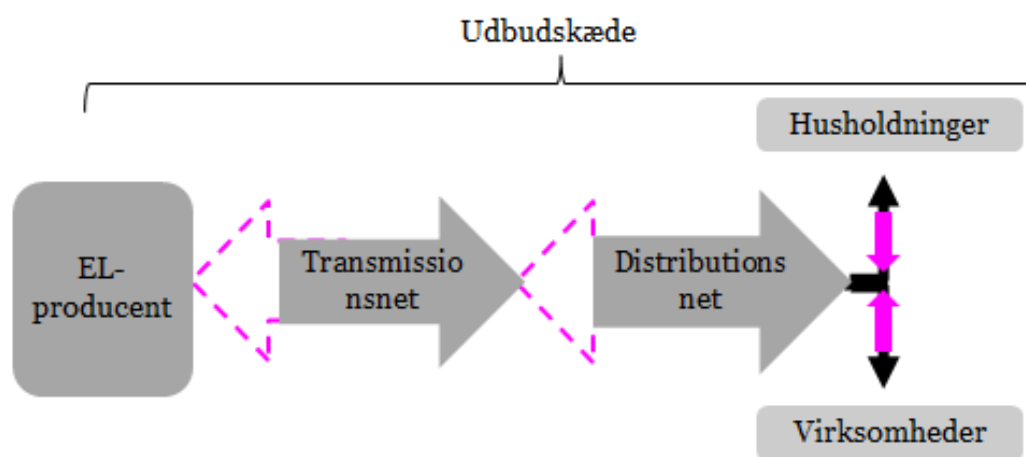 Udbudskæde
Husholdninger
EL-
producent
Transmissio
nsnet
Distributions
net
Virksomheder